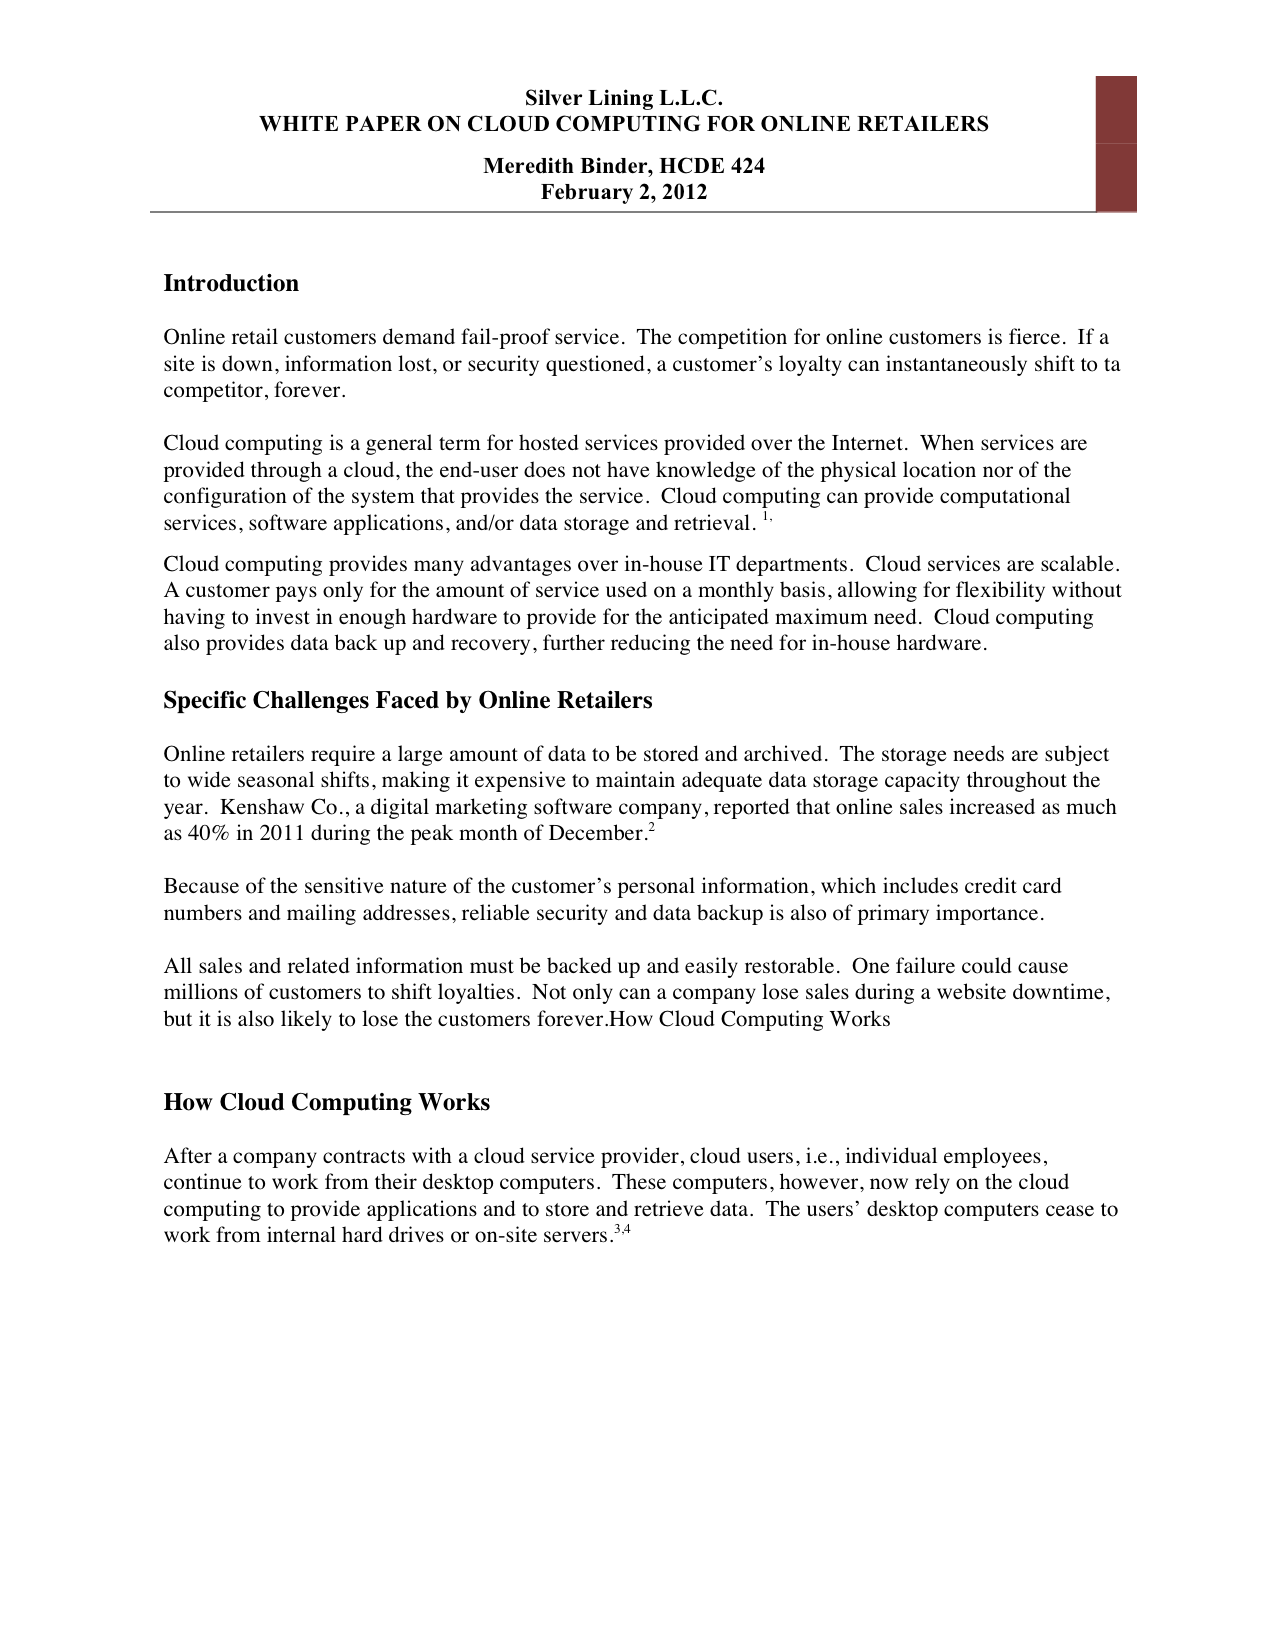 Silver Lining L.L.C.
WHITE PAPER ON CLOUD COMPUTING FOR ONLINE RETAILERS
Meredith Binder, HCDE 424
February 2, 2012
Introduction
Online retail customers demand fail-proof service.  The competition for online customers is fierce.  If a
site is down, information lost, or security questioned, a customer’s loyalty can instantaneously shift to ta
competitor, forever.
Cloud computing is a general term for hosted services provided over the Internet.  When services are
provided through a cloud, the end-user does not have knowledge of the physical location nor of the
configuration of the system that provides the service.  Cloud computing can provide computational
services, software applications, and/or data storage and retrieval. 1,
Cloud computing provides many advantages over in-house IT departments.  Cloud services are scalable.
A customer pays only for the amount of service used on a monthly basis, allowing for flexibility without
having to invest in enough hardware to provide for the anticipated maximum need.  Cloud computing
also provides data back up and recovery, further reducing the need for in-house hardware.
Specific Challenges Faced by Online Retailers
Online retailers require a large amount of data to be stored and archived.  The storage needs are subject
to wide seasonal shifts, making it expensive to maintain adequate data storage capacity throughout the
year.  Kenshaw Co., a digital marketing software company, reported that online sales increased as much
as 40% in 2011 during the peak month of December.2
Because of the sensitive nature of the customer’s personal information, which includes credit card
numbers and mailing addresses, reliable security and data backup is also of primary importance.
All sales and related information must be backed up and easily restorable.  One failure could cause
millions of customers to shift loyalties.  Not only can a company lose sales during a website downtime,
but it is also likely to lose the customers forever.How Cloud Computing Works
How Cloud Computing Works
After a company contracts with a cloud service provider, cloud users, i.e., individual employees,
continue to work from their desktop computers.  These computers, however, now rely on the cloud
computing to provide applications and to store and retrieve data.  The users’ desktop computers cease to
work from internal hard drives or on-site servers.3,4